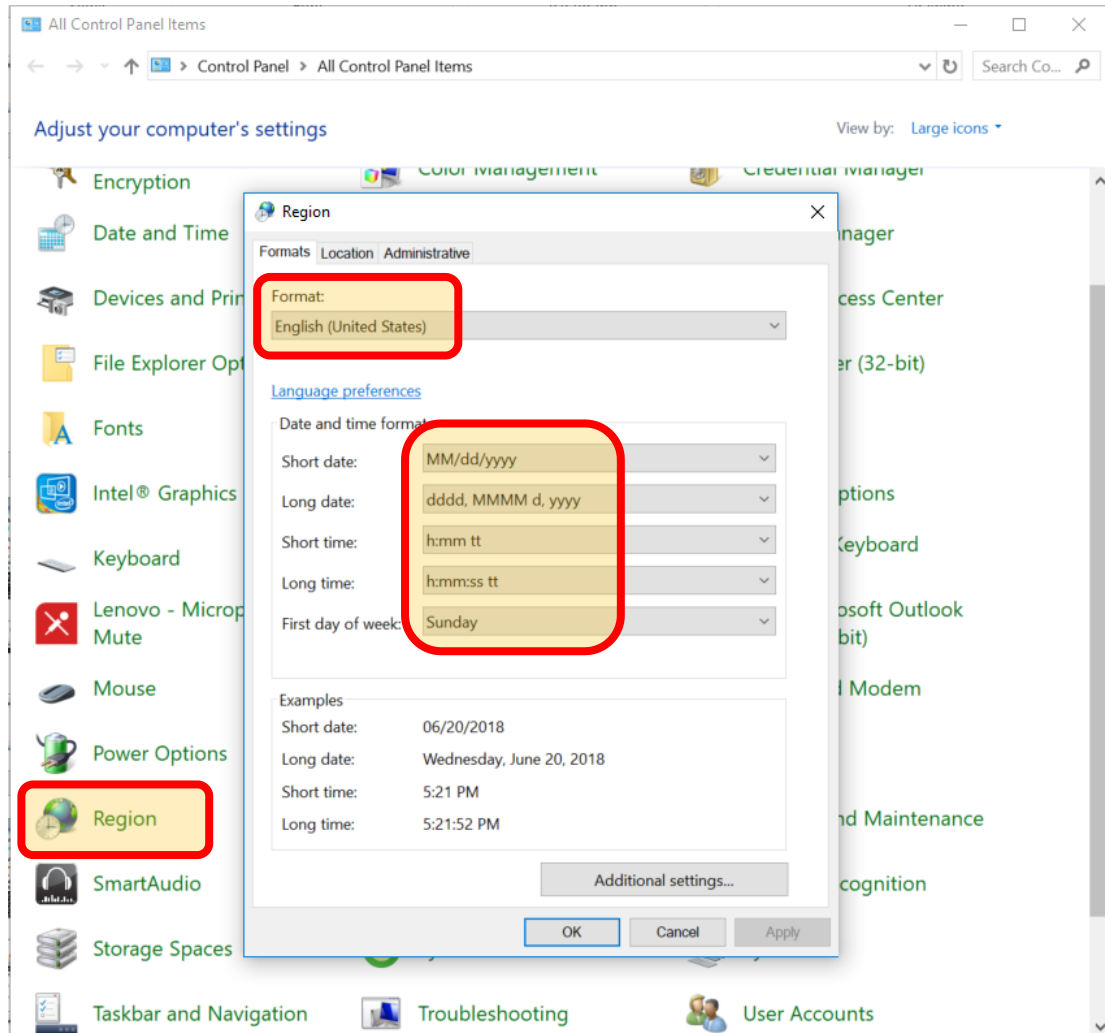 All Control Panel Items
Control Panel > All Control Panel Items
Search Co...
Adjust your computer's settings
View by: Large icons
Encryption
Color Management
Credential Manager
Date and Time
nager
Devices and Prin
cess Center
File Explorer Opt
er (32-bit)
Fonts
Intel® Graphics
ptions
Keyboard
Keyboard
Lenovo - Microp
Mute
osoft Outlook
bit)
Mouse
Modem
Power Options
Region
nd Maintenance
SmartAudio
cognition
Storage Spaces
Taskbar and Navigation
Troubleshooting
User Accounts
Region
Formats Location Administrative
Format:
English (United States)
Language preferences
Date and time format
Short date: MM/dd/yyyy
Long date: dddd, MMMM d, yyyy
Short time: h:mm tt
Long time: h:mm:ss tt
First day of week: Sunday
Examples
Short date: 06/20/2018
Long date: Wednesday, June 20, 2018
Short time: 5:21 PM
Long time: 5:21:52 PM
Additional settings...
OK Cancel Apply